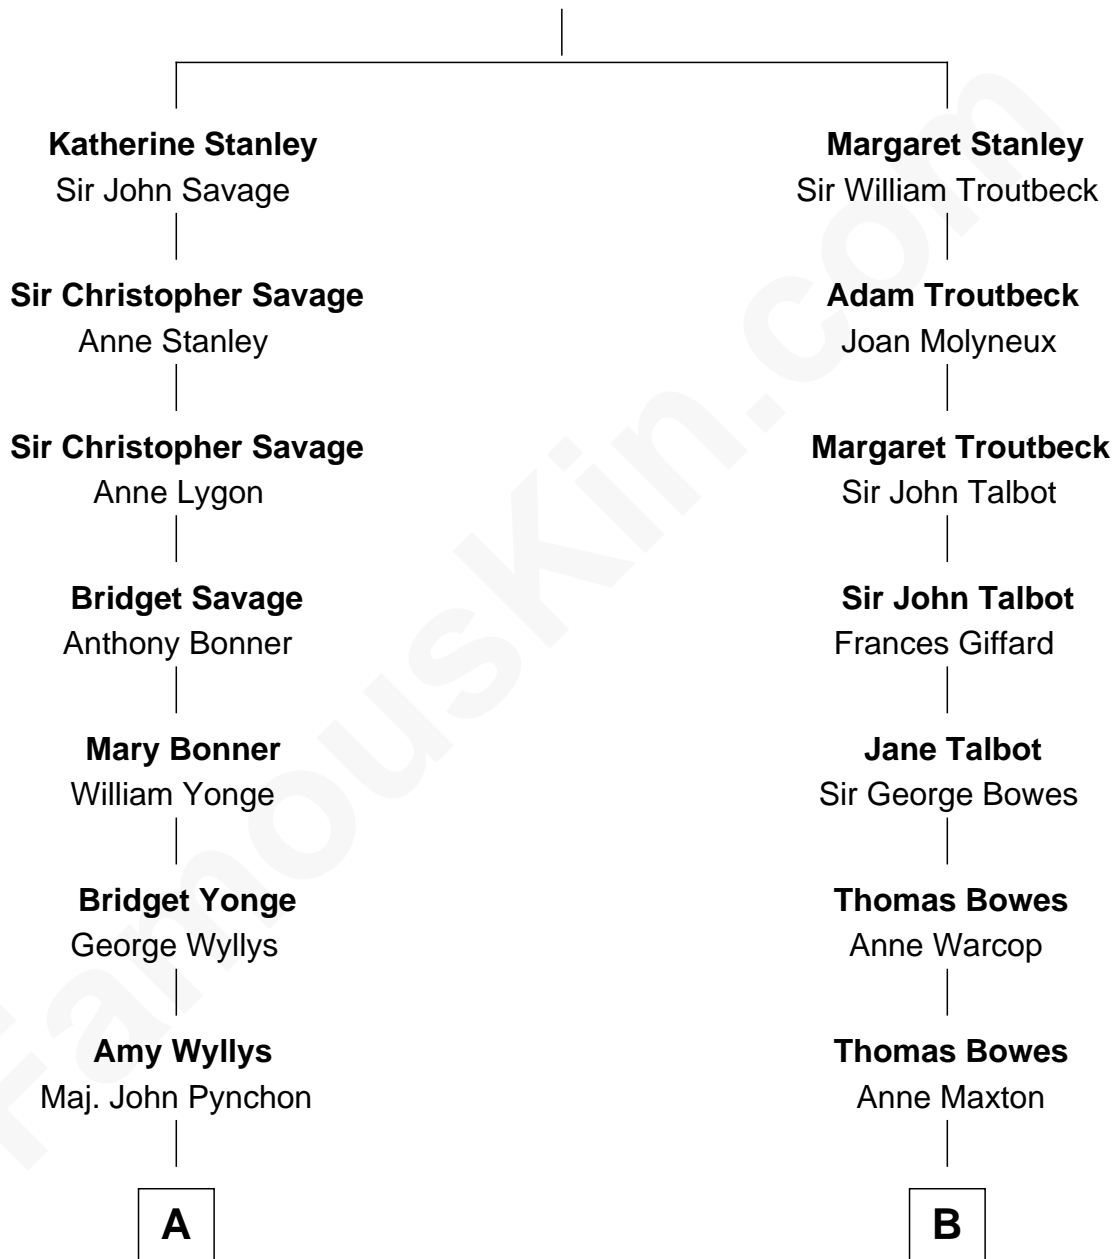 Katherine Stanley
Sir John Savage
Sir Christopher Savage
Anne Stanley
Sir Christopher Savage
Anne Lygon
Bridget Savage
Anthony Bonner
Mary Bonner
William Yonge
Bridget Yonge
George Wyllys
Amy Wyllys
Maj. John Pynchon
A
Margaret Stanley
Sir William Troutbeck
Adam Troutbeck
Joan Molyneux
Margaret Troutbeck
Sir John Talbot
Sir John Talbot
Frances Giffard
Jane Talbot
Sir George Bowes
Thomas Bowes
Anne Warcop
Thomas Bowes
Anne Maxton
B
FamousKin.com